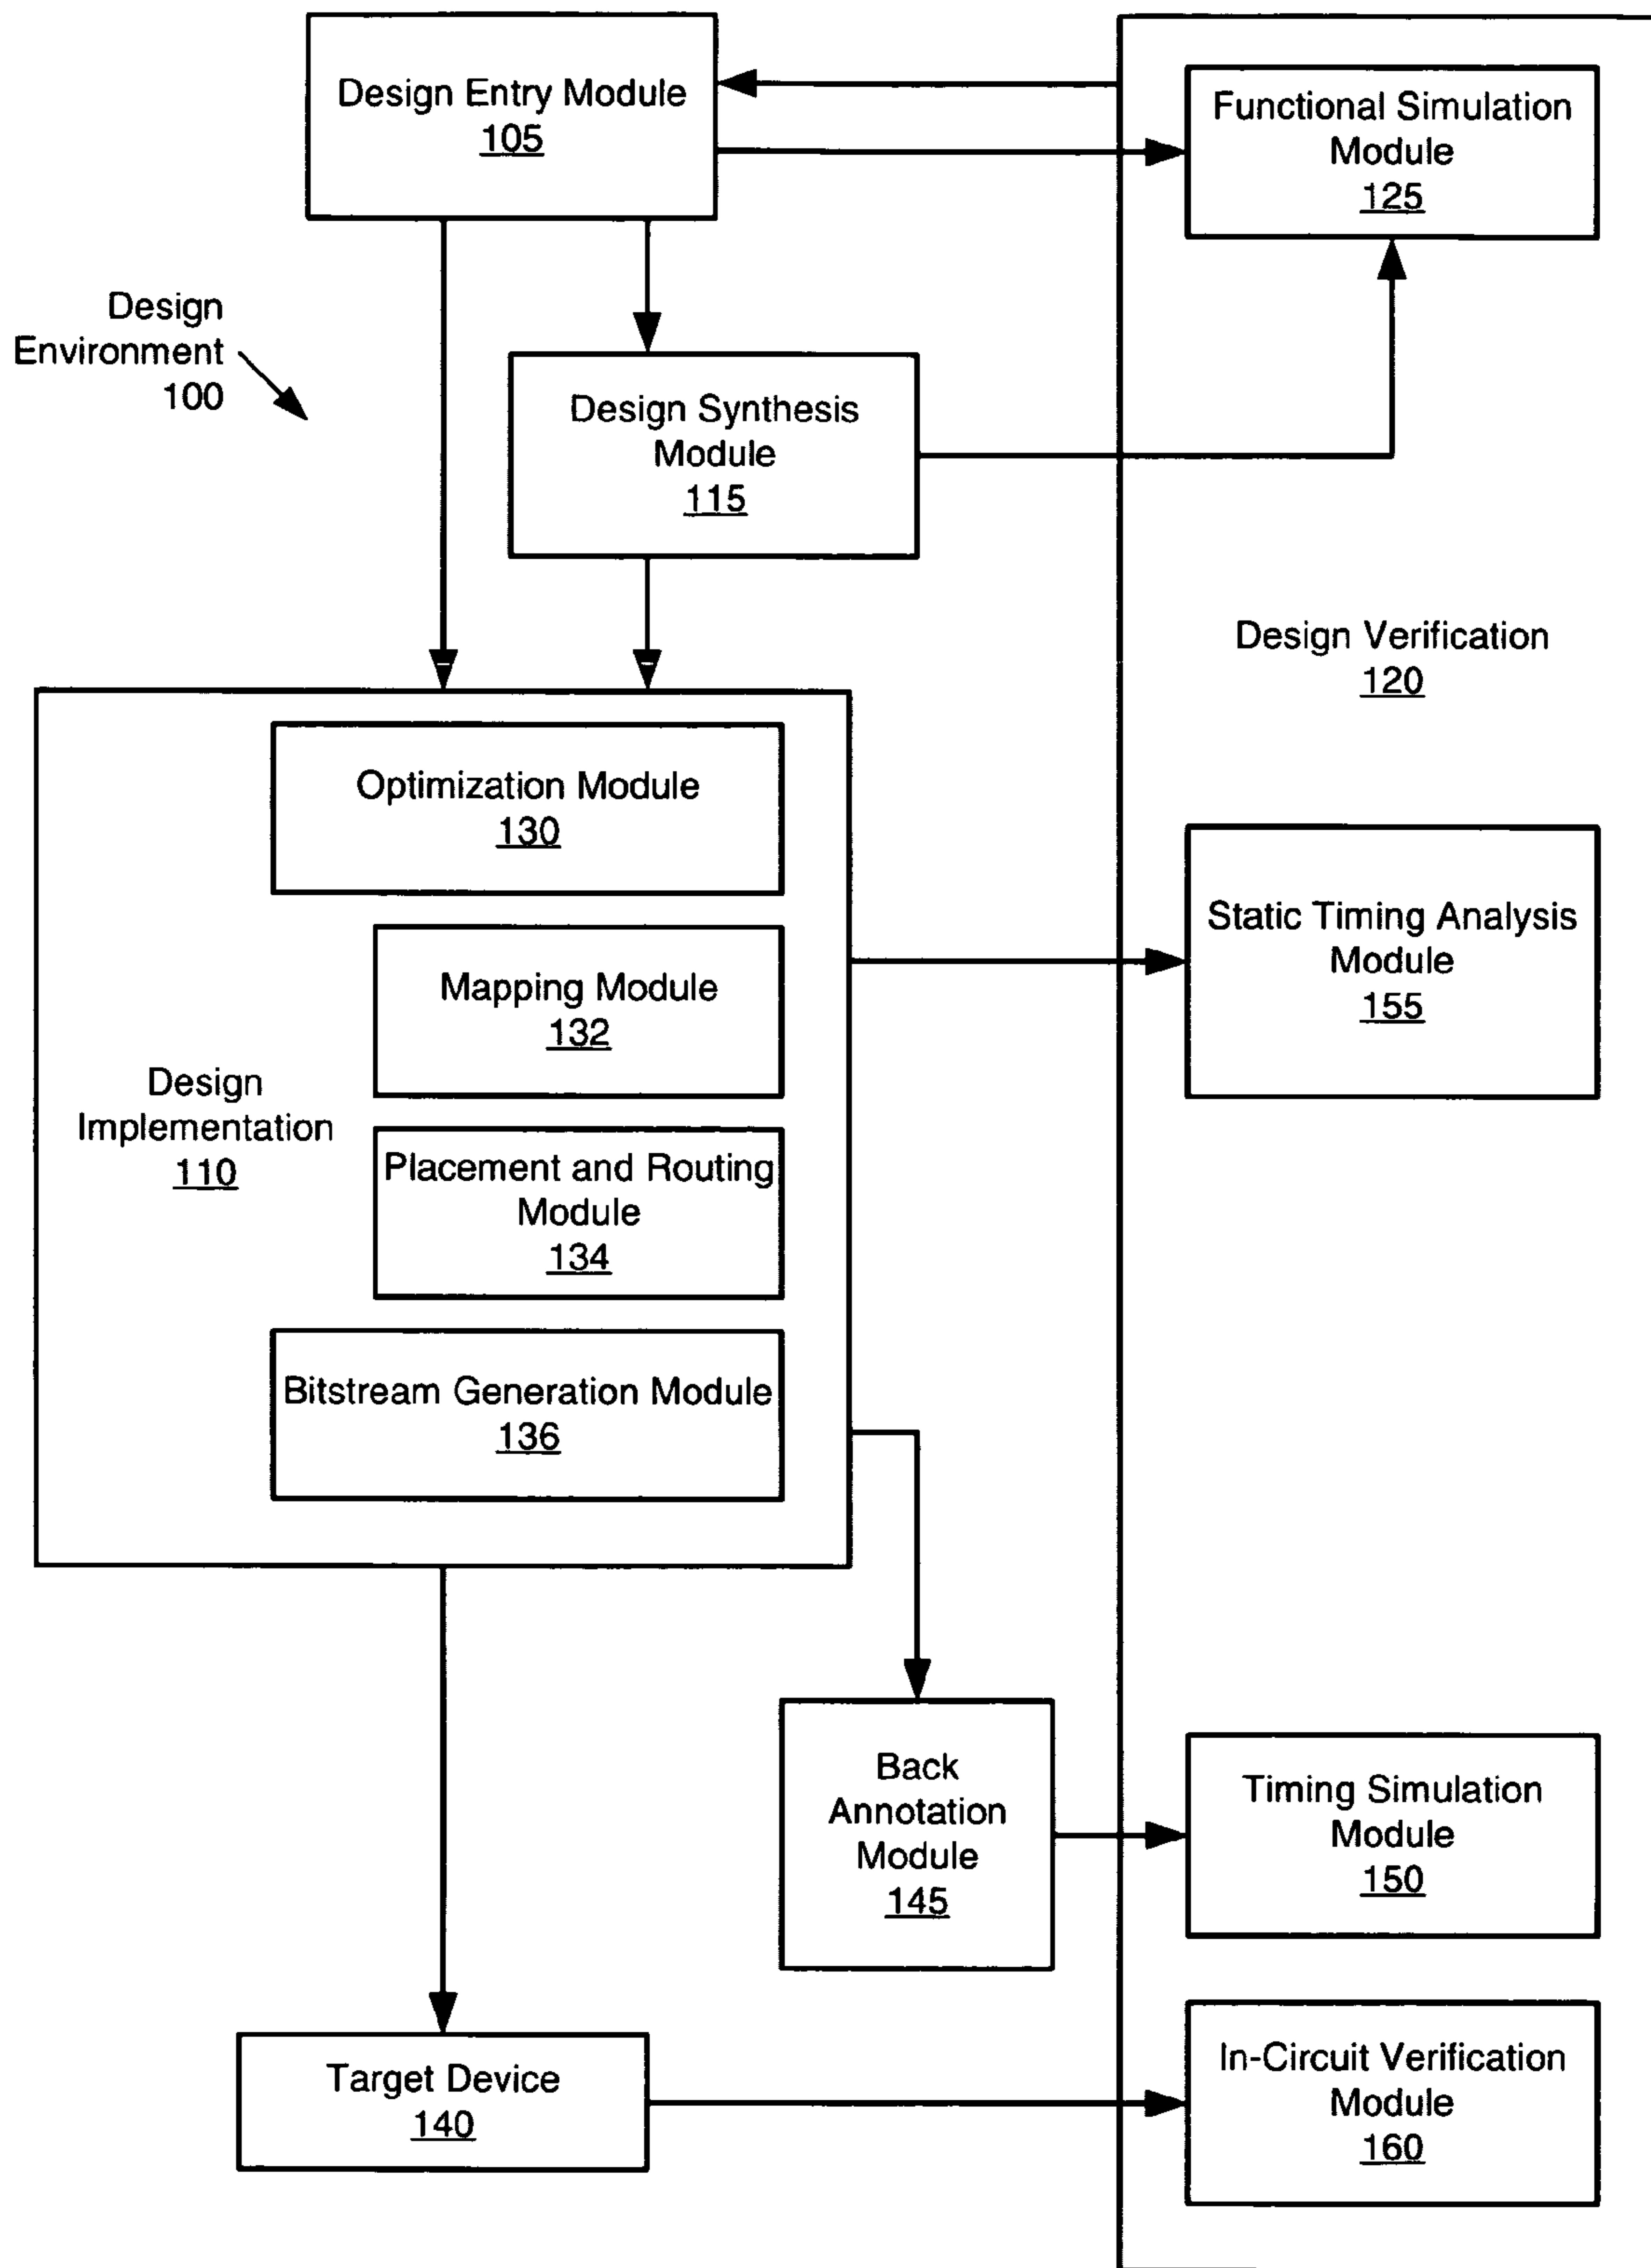 Design Entry Module
105
Functional Simulation
Module
125
Design
Environment
100
Design Synthesis
Module
115
Design Verification
120
Optimization Module
130
Static Timing Analysis
Module
155
Mapping Module
132
Design
Implementation
110
Placement and Routing
Module
134
Bitstream Generation Module
136
Back
Annotation
Module
145
Timing Simulation
Module
150
Target Device
140
In-Circuit Verification
Module
160